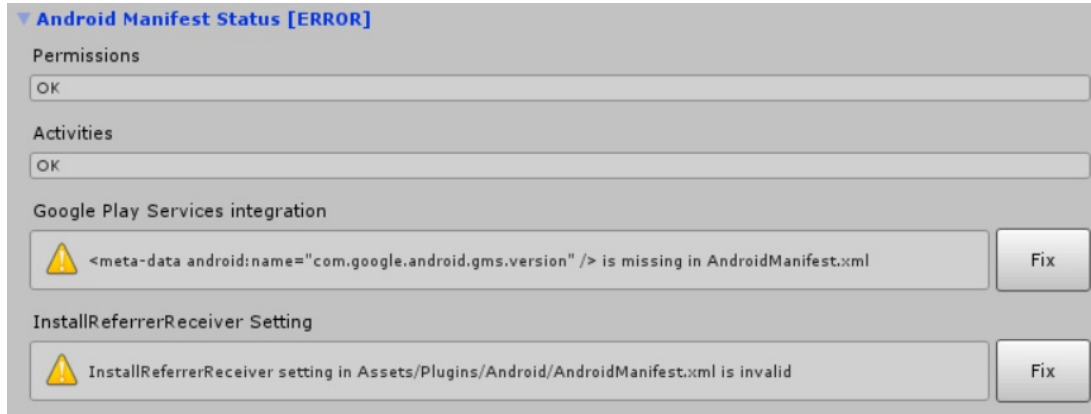 Android Manifest Status [ERROR]
Permissions
OK
Activities
OK
Google Play Services integration
<meta-data android:name="com.google.android.gms.version" /> is missing in AndroidManifest.xml
Fix
InstallReferrerReceiver Setting
InstallReferrerReceiver setting in Assets/Plugins/Android/AndroidManifest.xml is invalid
Fix